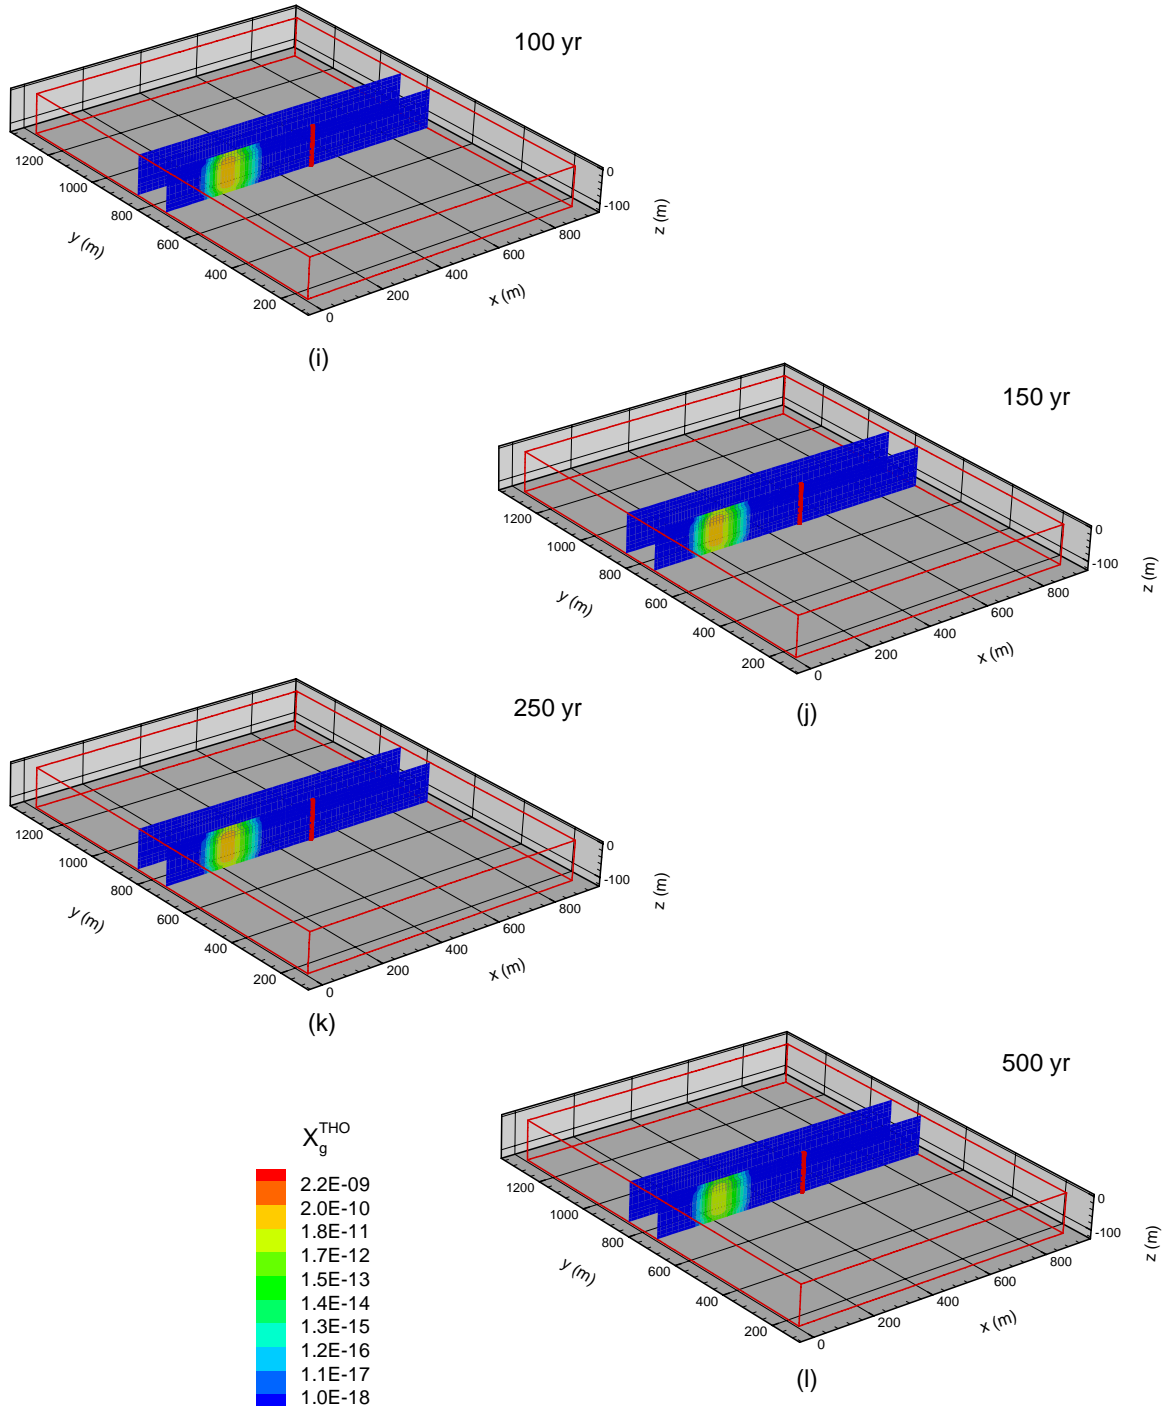 100 yr
0
-100
z (m)
1200
1000
800
600
400
200
y (m)
0
200
400
600
800
x (m)
(i)
150 yr
0
-100
z (m)
1200
1000
800
600
400
200
y (m)
0
200
400
600
800
x (m)
(j)
250 yr
0
-100
z (m)
1200
1000
800
600
400
200
y (m)
0
200
400
600
800
x (m)
(k)
500 yr
0
-100
z (m)
1200
1000
800
600
400
200
y (m)
0
200
400
600
800
x (m)
(l)
X_g^THO
2.2E-09
2.0E-10
1.8E-11
1.7E-12
1.5E-13
1.4E-14
1.3E-15
1.2E-16
1.1E-17
1.0E-18